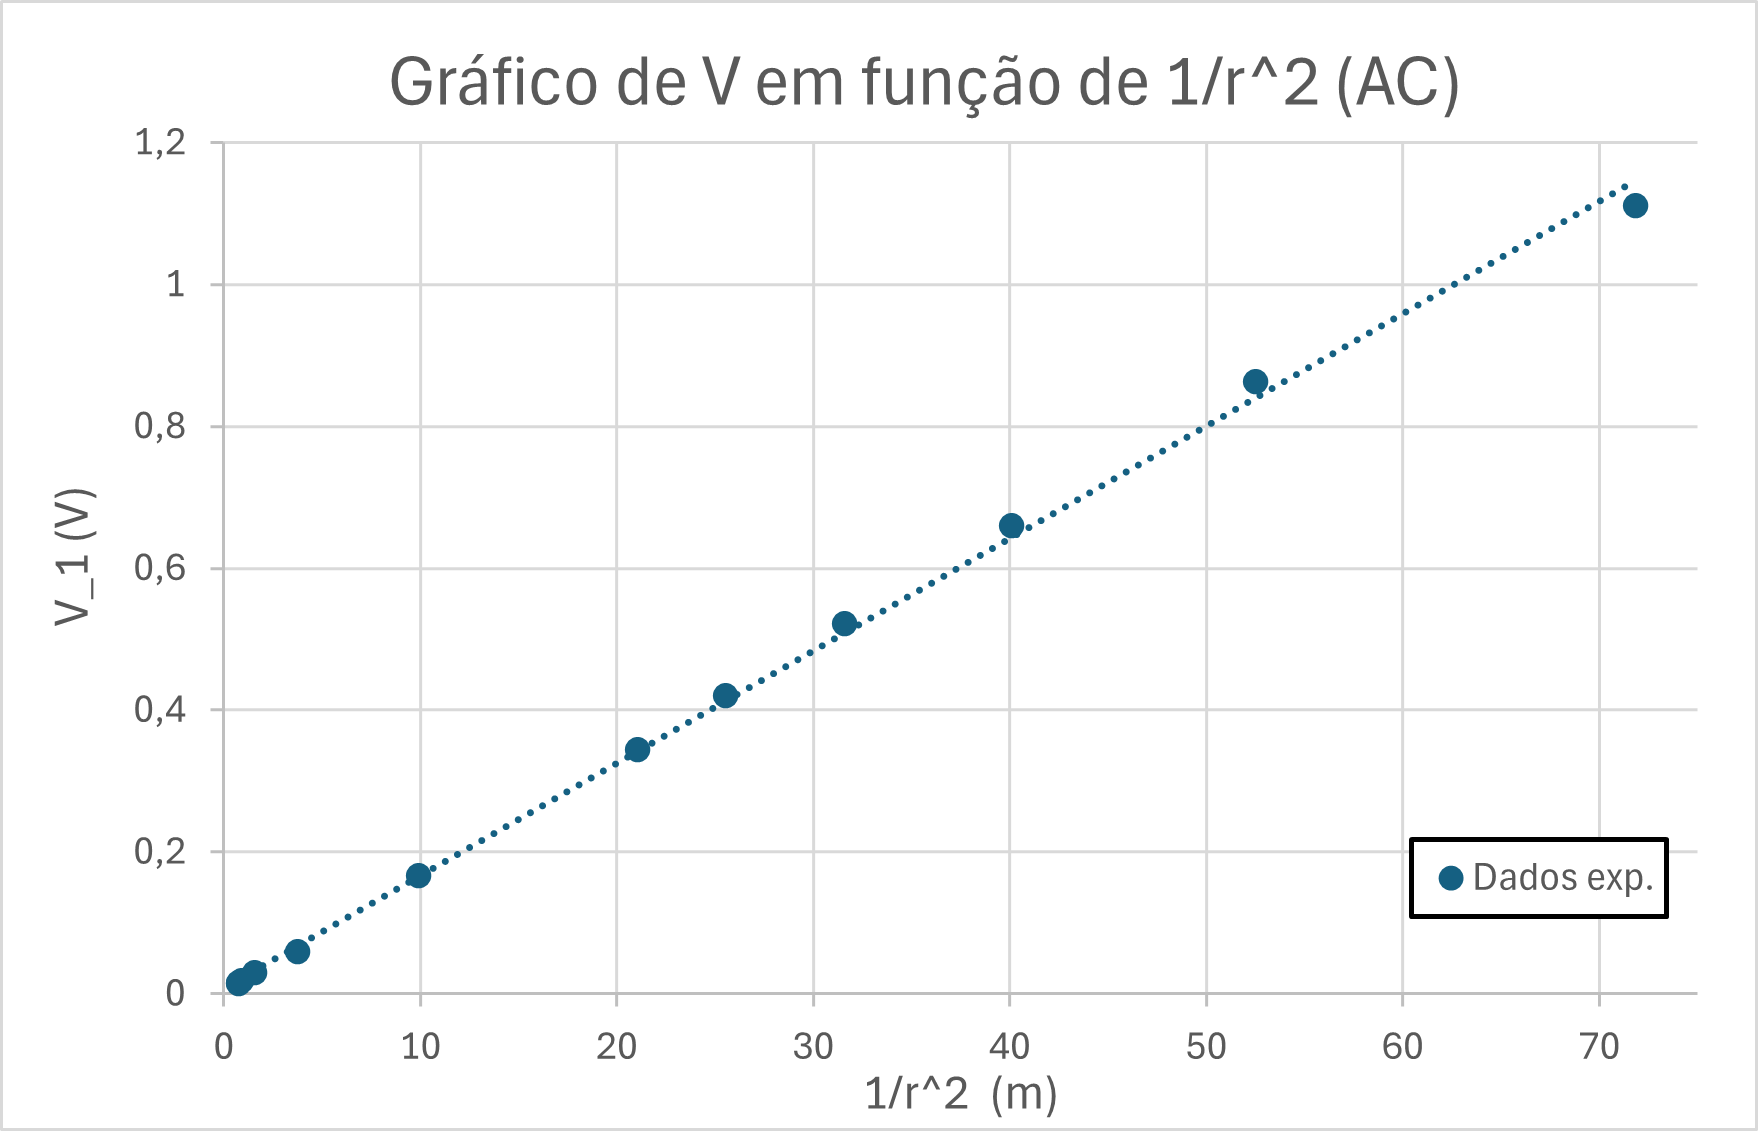 Gráfico de V em função de 1/r^2 (AC)
1,2
1
0,8
0,6
0,4
0,2
0
V_1 (V)
Dados exp.
0 10 20 30 40 50 60 70
1/r^2 (m)